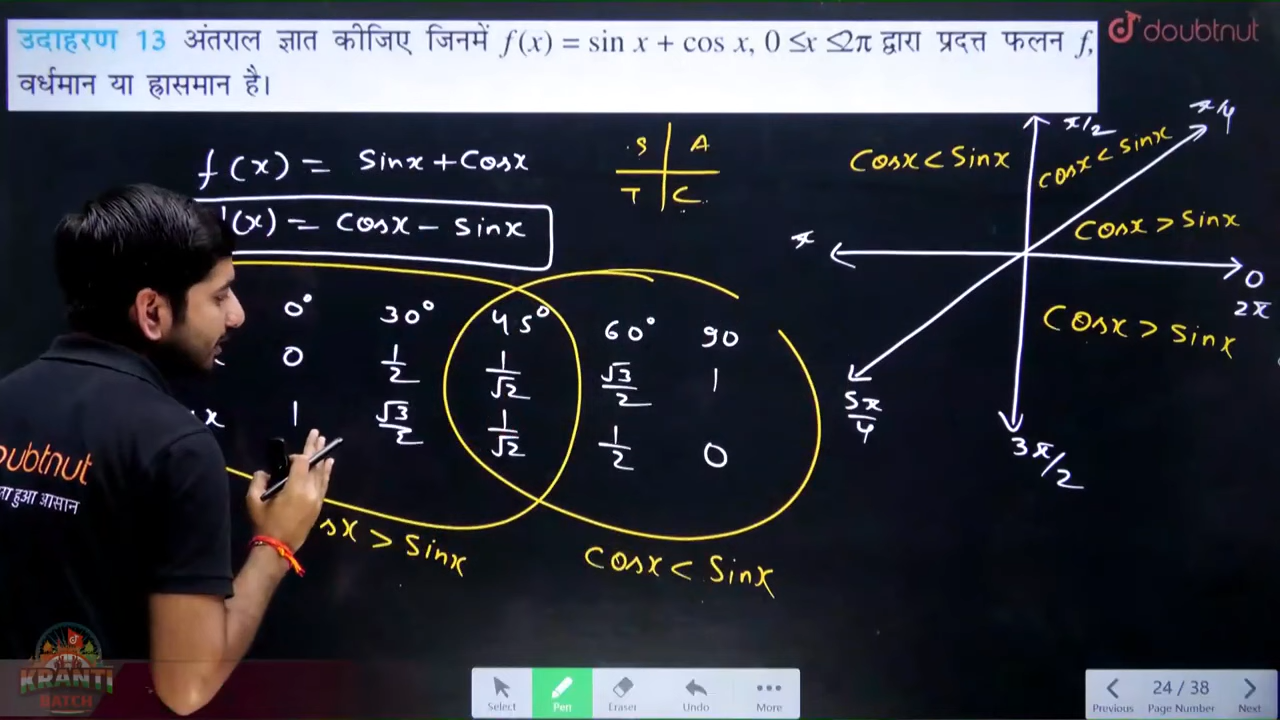 उदाहरण 13 अंतराल ज्ञात कीजिए जिनमें f(x) = sin x + cos x, 0 ≤x ≤2π द्वारा प्रदत्त फलन f,
वर्धमान या ह्रासमान है।
doubtnut
f(x) = Sinx + Cosx
'(x) = Cosx - Sinx
S A
T C
0° 30° 45° 60° 90
0 1/2 1/√2 √3/2 1
x 1 √3/2 1/√2 1/2 0
sx > Sinx
Cosx < Sinx
Cosx < Sinx
π/2
π/4
Cosx < Sinx
Cosx > Sinx
π
0
2π
Cosx > Sinx
5π/4
3π/2
oubtnut
हुआ आसान
KRANTI
BATCH
Select Pen Eraser Undo More
24 / 38
Previous Page Number Next